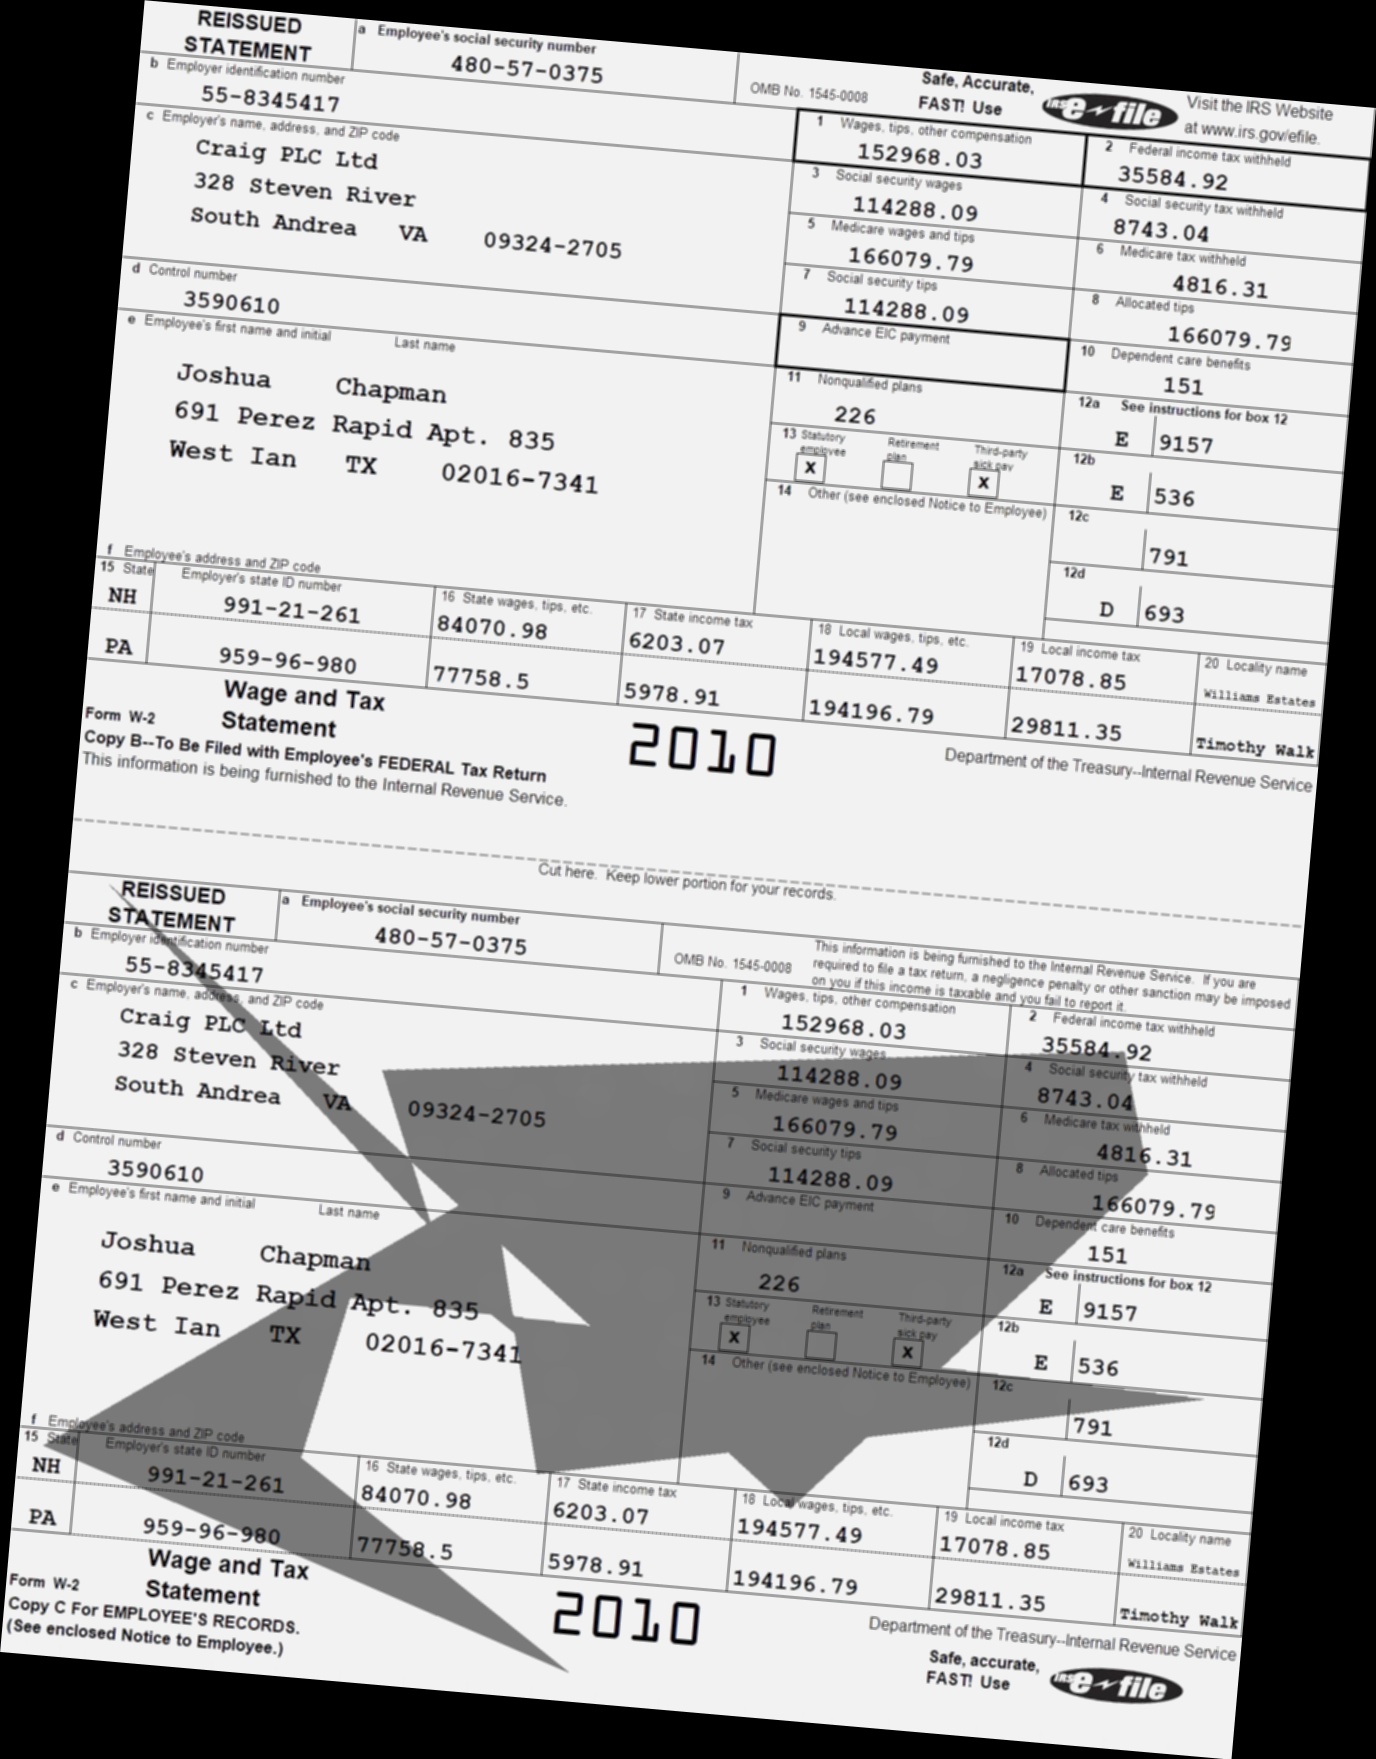 REISSUED
STATEMENT
a Employee's social security number
480-57-0375
OMB No. 1545-0008
Safe, Accurate,
FAST! Use
IRS e-file
Visit the IRS Website
at www.irs.gov/efile.
b Employer identification number
55-8345417
c Employer's name, address, and ZIP code
Craig PLC Ltd
328 Steven River
South Andrea VA 09324-2705
1 Wages, tips, other compensation
152968.03
2 Federal income tax withheld
35584.92
3 Social security wages
114288.09
4 Social security tax withheld
8743.04
5 Medicare wages and tips
166079.79
6 Medicare tax withheld
4816.31
d Control number
3590610
7 Social security tips
114288.09
8 Allocated tips
166079.79
e Employee's first name and initial Last name
Joshua Chapman
691 Perez Rapid Apt. 835
West Ian TX 02016-7341
9 Advance EIC payment
10 Dependent care benefits
151
11 Nonqualified plans
226
12a See instructions for box 12
E 9157
13 Statutory employee Retirement plan Third-party sick pay
X X
12b
E 536
14 Other (see enclosed Notice to Employee)
12c
791
12d
D 693
f Employee's address and ZIP code
15 State Employer's state ID number
16 State wages, tips, etc.
17 State income tax
18 Local wages, tips, etc.
19 Local income tax
20 Locality name
NH 991-21-261 84070.98 6203.07 194577.49 17078.85 Williams Estates
PA 959-96-980 77758.5 5978.91 194196.79 29811.35 Timothy Walk
Form W-2
Wage and Tax
Statement
2010
Department of the Treasury--Internal Revenue Service
Copy B--To Be Filed with Employee's FEDERAL Tax Return
This information is being furnished to the Internal Revenue Service.
Cut here. Keep lower portion for your records.
REISSUED
STATEMENT
a Employee's social security number
480-57-0375
OMB No. 1545-0008
This information is being furnished to the Internal Revenue Service. If you are
required to file a tax return, a negligence penalty or other sanction may be imposed
on you if this income is taxable and you fail to report it.
b Employer identification number
55-8345417
c Employer's name, address, and ZIP code
Craig PLC Ltd
328 Steven River
South Andrea VA 09324-2705
1 Wages, tips, other compensation
152968.03
2 Federal income tax withheld
35584.92
3 Social security wages
114288.09
4 Social security tax withheld
8743.04
5 Medicare wages and tips
166079.79
6 Medicare tax withheld
4816.31
d Control number
3590610
7 Social security tips
114288.09
8 Allocated tips
166079.79
e Employee's first name and initial Last name
Joshua Chapman
691 Perez Rapid Apt. 835
West Ian TX 02016-7341
9 Advance EIC payment
10 Dependent care benefits
151
11 Nonqualified plans
226
12a See instructions for box 12
E 9157
13 Statutory employee Retirement plan Third-party sick pay
X X
12b
E 536
14 Other (see enclosed Notice to Employee)
12c
791
12d
D 693
f Employee's address and ZIP code
15 State Employer's state ID number
16 State wages, tips, etc.
17 State income tax
18 Local wages, tips, etc.
19 Local income tax
20 Locality name
NH 991-21-261 84070.98 6203.07 194577.49 17078.85 Williams Estates
PA 959-96-980 77758.5 5978.91 194196.79 29811.35 Timothy Walk
Form W-2
Wage and Tax
Statement
2010
Department of the Treasury--Internal Revenue Service
Copy C For EMPLOYEE'S RECORDS.
(See enclosed Notice to Employee.)
Safe, accurate,
FAST! Use
IRS e-file